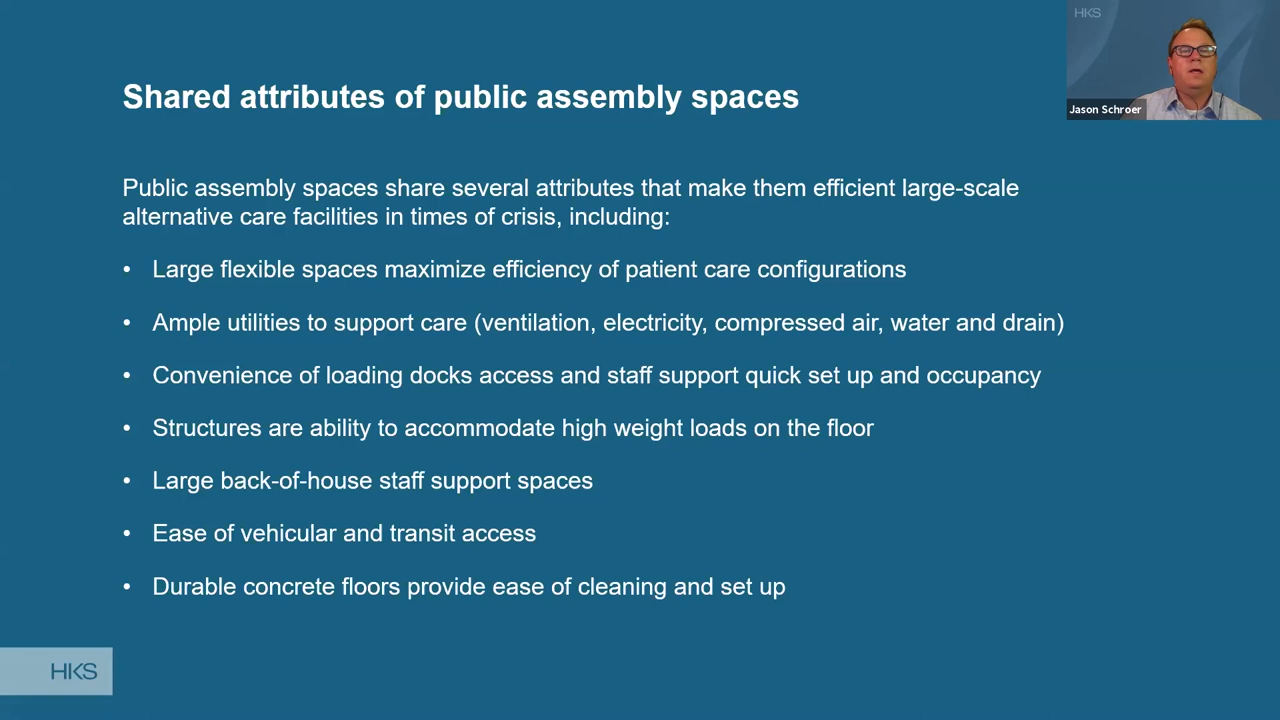 HKS
Jason Schroer
Shared attributes of public assembly spaces
Public assembly spaces share several attributes that make them efficient large-scale
alternative care facilities in times of crisis, including:
• Large flexible spaces maximize efficiency of patient care configurations
• Ample utilities to support care (ventilation, electricity, compressed air, water and drain)
• Convenience of loading docks access and staff support quick set up and occupancy
• Structures are ability to accommodate high weight loads on the floor
• Large back-of-house staff support spaces
• Ease of vehicular and transit access
• Durable concrete floors provide ease of cleaning and set up
HKS